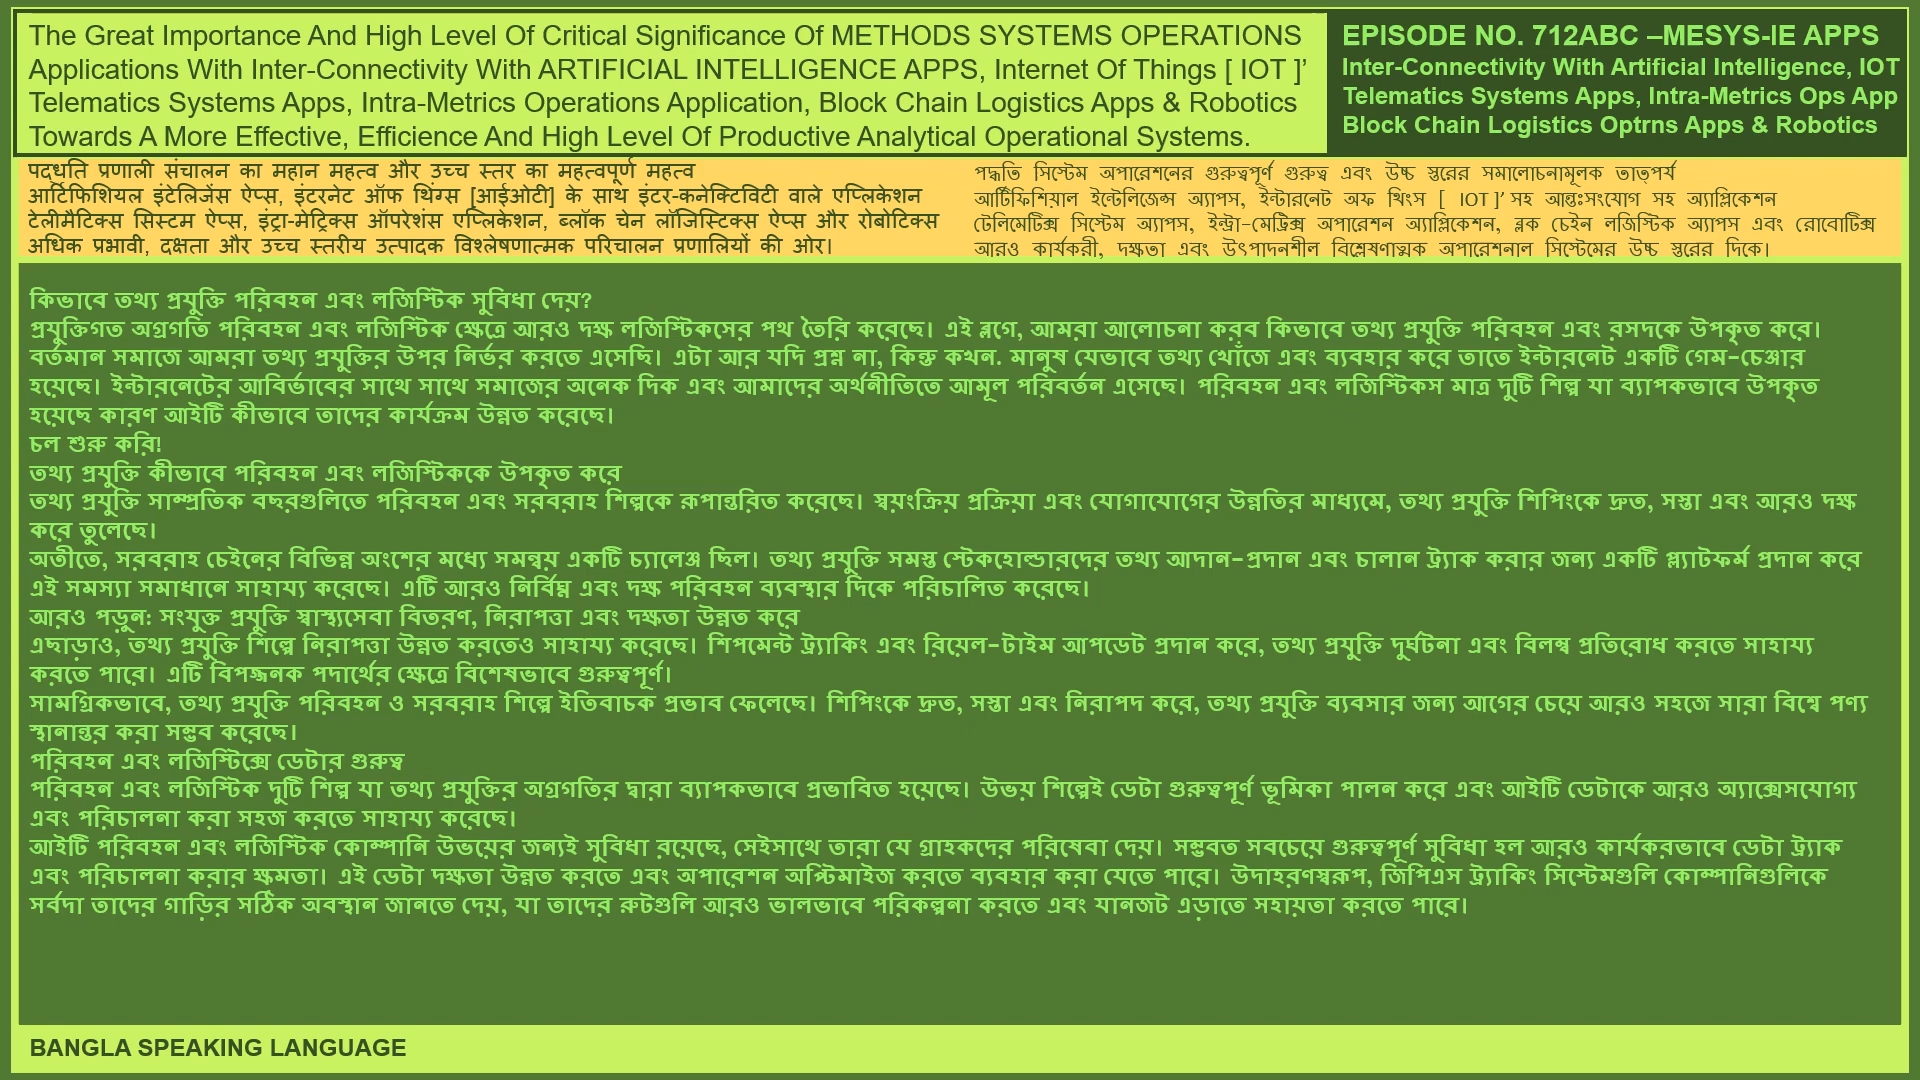 The Great Importance And High Level Of Critical Significance Of METHODS SYSTEMS OPERATIONS
Applications With Inter-Connectivity With ARTIFICIAL INTELLIGENCE APPS, Internet Of Things [ IOT ]’
Telematics Systems Apps, Intra-Metrics Operations Application, Block Chain Logistics Apps & Robotics
Towards A More Effective, Efficience And High Level Of Productive Analytical Operational Systems.
EPISODE NO. 712ABC –MESYS-IE APPS
Inter-Connectivity With Artificial Intelligence, IOT
Telematics Systems Apps, Intra-Metrics Ops App
Block Chain Logistics Optrns Apps & Robotics
पद्धति प्रणाली संचालन का महान महत्व और उच्च स्तर का महत्वपूर्ण महत्व
आर्टिफिशियल इंटेलिजेंस ऐप्स, इंटरनेट ऑफ थिंग्स [आईओटी] के साथ इंटर-कनेक्टिविटी वाले एप्लिकेशन
टेलीमैटिक्स सिस्टम ऐप्स, इंट्रा-मेट्रिक्स ऑपरेशंस एप्लिकेशन, ब्लॉक चेन लॉजिस्टिक्स ऐप्स और रोबोटिक्स
अधिक प्रभावी, दक्षता और उच्च स्तरीय उत्पादक विश्लेषणात्मक परिचालन प्रणालियों की ओर।
পদ্ধতি সিস্টেম অপারেশনের গুরুত্বপূর্ণ গুরুত্ব এবং উচ্চ স্তরের সমালোচনামূলক তাত্পর্য
আর্টিফিশিয়াল ইন্টেলিজেন্স অ্যাপস, ইন্টারনেট অফ থিংস [ IOT ]’ সহ আন্তঃসংযোগ সহ অ্যাপ্লিকেশন
টেলিমেটিক্স সিস্টেম অ্যাপস, ইন্ট্রা-মেট্রিক্স অপারেশন অ্যাপ্লিকেশন, ব্লক চেইন লজিস্টিক অ্যাপস এবং রোবোটিক্স
আরও কার্যকরী, দক্ষতা এবং উৎপাদনশীল বিশ্লেষণাত্মক অপারেশনাল সিস্টেমের উচ্চ স্তরের দিকে।
কিভাবে তথ্য প্রযুক্তি পরিবহন এবং লজিস্টিক সুবিধা দেয়?
প্রযুক্তিগত অগ্রগতি পরিবহন এবং লজিস্টিক ক্ষেত্রে আরও দক্ষ লজিস্টিকসের পথ তৈরি করেছে। এই ব্লগে, আমরা আলোচনা করব কিভাবে তথ্য প্রযুক্তি পরিবহন এবং রসদকে উপকৃত করে।
বর্তমান সমাজে আমরা তথ্য প্রযুক্তির উপর নির্ভর করতে এসেছি। এটা আর যদি প্রশ্ন না, কিন্তু কখন. মানুষ যেভাবে তথ্য খোঁজে এবং ব্যবহার করে তাতে ইন্টারনেট একটি গেম-চেঞ্জার
হয়েছে। ইন্টারনেটের আবির্ভাবের সাথে সাথে সমাজের অনেক দিক এবং আমাদের অর্থনীতিতে আমূল পরিবর্তন এসেছে। পরিবহন এবং লজিস্টিকস মাত্র দুটি শিল্প যা ব্যাপকভাবে উপকৃত
হয়েছে কারণ আইটি কীভাবে তাদের কার্যক্রম উন্নত করেছে।
চল শুরু করি!
তথ্য প্রযুক্তি কীভাবে পরিবহন এবং লজিস্টিককে উপকৃত করে
তথ্য প্রযুক্তি সাম্প্রতিক বছরগুলিতে পরিবহন এবং সরবরাহ শিল্পকে রূপান্তরিত করেছে। স্বয়ংক্রিয় প্রক্রিয়া এবং যোগাযোগের উন্নতির মাধ্যমে, তথ্য প্রযুক্তি শিপিংকে দ্রুত, সস্তা এবং আরও দক্ষ
করে তুলেছে।
অতীতে, সরবরাহ চেইনের বিভিন্ন অংশের মধ্যে সমন্বয় একটি চ্যালেঞ্জ ছিল। তথ্য প্রযুক্তি সমস্ত স্টেকহোল্ডারদের তথ্য আদান-প্রদান এবং চালান ট্র্যাক করার জন্য একটি প্ল্যাটফর্ম প্রদান করে
এই সমস্যা সমাধানে সাহায্য করেছে। এটি আরও নির্বিঘ্ন এবং দক্ষ পরিবহন ব্যবস্থার দিকে পরিচালিত করেছে।
আরও পড়ুন: সংযুক্ত প্রযুক্তি স্বাস্থ্যসেবা বিতরণ, নিরাপত্তা এবং দক্ষতা উন্নত করে
এছাড়াও, তথ্য প্রযুক্তি শিল্পে নিরাপত্তা উন্নত করতেও সাহায্য করেছে। শিপমেন্ট ট্র্যাকিং এবং রিয়েল-টাইম আপডেট প্রদান করে, তথ্য প্রযুক্তি দুর্ঘটনা এবং বিলম্ব প্রতিরোধ করতে সাহায্য
করতে পারে। এটি বিপজ্জনক পদার্থের ক্ষেত্রে বিশেষভাবে গুরুত্বপূর্ণ।
সামগ্রিকভাবে, তথ্য প্রযুক্তি পরিবহন ও সরবরাহ শিল্পে ইতিবাচক প্রভাব ফেলেছে। শিপিংকে দ্রুত, সস্তা এবং নিরাপদ করে, তথ্য প্রযুক্তি ব্যবসার জন্য আগের চেয়ে আরও সহজে সারা বিশ্বে পণ্য
স্থানান্তর করা সম্ভব করেছে।
পরিবহন এবং লজিস্টিক্সে ডেটার গুরুত্ব
পরিবহন এবং লজিস্টিক দুটি শিল্প যা তথ্য প্রযুক্তির অগ্রগতির দ্বারা ব্যাপকভাবে প্রভাবিত হয়েছে। উভয় শিল্পেই ডেটা গুরুত্বপূর্ণ ভূমিকা পালন করে এবং আইটি ডেটাকে আরও অ্যাক্সেসযোগ্য
এবং পরিচালনা করা সহজ করতে সাহায্য করেছে।
আইটি পরিবহন এবং লজিস্টিক কোম্পানি উভয়ের জন্যই সুবিধা রয়েছে, সেইসাথে তারা যে গ্রাহকদের পরিষেবা দেয়। সম্ভবত সবচেয়ে গুরুত্বপূর্ণ সুবিধা হল আরও কার্যকরভাবে ডেটা ট্র্যাক
এবং পরিচালনা করার ক্ষমতা। এই ডেটা দক্ষতা উন্নত করতে এবং অপারেশন অপ্টিমাইজ করতে ব্যবহার করা যেতে পারে। উদাহরণস্বরূপ, জিপিএস ট্র্যাকিং সিস্টেমগুলি কোম্পানিগুলিকে
সর্বদা তাদের গাড়ির সঠিক অবস্থান জানতে দেয়, যা তাদের রুটগুলি আরও ভালভাবে পরিকল্পনা করতে এবং যানজট এড়াতে সহায়তা করতে পারে।
BANGLA SPEAKING LANGUAGE